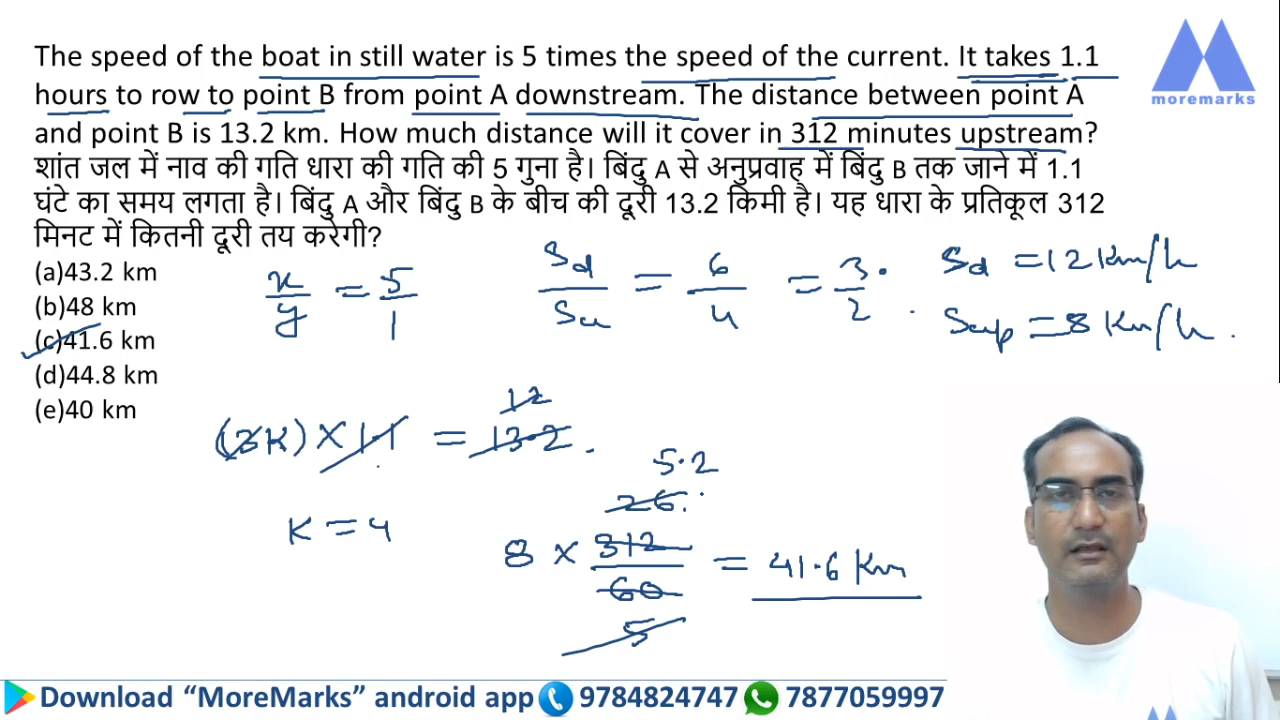 The speed of the boat in still water is 5 times the speed of the current. It takes 1.1
hours to row to point B from point A downstream. The distance between point A
and point B is 13.2 km. How much distance will it cover in 312 minutes upstream?
moremarks
शांत जल में नाव की गति धारा की गति की 5 गुना है। बिंदु A से अनुप्रवाह में बिंदु B तक जाने में 1.1
घंटे का समय लगता है। बिंदु A और बिंदु B के बीच की दूरी 13.2 किमी है। यह धारा के प्रतिकूल 312
मिनट में कितनी दूरी तय करेगी?
(a)43.2 km
(b)48 km
(c)41.6 km
(d)44.8 km
(e)40 km
x/y = 5/1
Sd/Su = 6/4 = 3/2
Sd = 12 Km/h
Sup = 8 Km/h.
12
(3K) × 1.1 = 13.2
K = 4
5.2
26
8 × 312/60 = 41.6 Km
5
Download “MoreMarks” android app 9784824747 7877059997